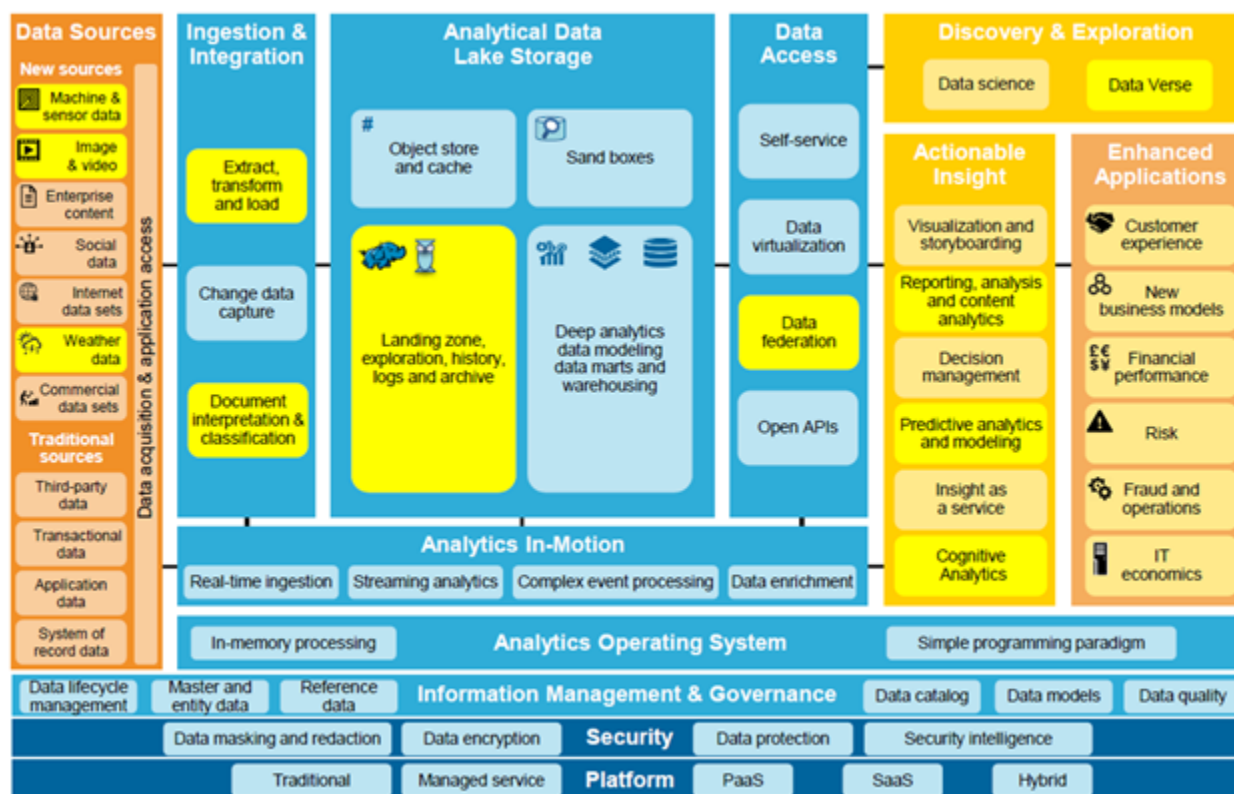 Data Sources
New sources
Machine &
sensor data
Image
& video
Enterprise
content
Social
data
Internet
data sets
Weather
data
Commercial
data sets
Traditional
sources
Third-party
data
Transactional
data
Application
data
System of
record data
Data acquisition & application access
Ingestion &
Integration
Extract,
transform
and load
Change data
capture
Document
interpretation &
classification
Analytical Data
Lake Storage
#
Object store
and cache
Sand boxes
Landing zone,
exploration, history,
logs and archive
Deep analytics
data modeling
data marts and
warehousing
Data
Access
Self-service
Data
virtualization
Data
federation
Open APIs
Discovery & Exploration
Data science
Data Verse
Actionable
Insight
Visualization and
storyboarding
Reporting, analysis
and content
analytics
Decision
management
Predictive analytics
and modeling
Insight as
a service
Cognitive
Analytics
Enhanced
Applications
Customer
experience
New
business models
£€
$¥
Financial
performance
Risk
Fraud and
operations
IT
economics
Analytics In-Motion
Real-time ingestion
Streaming analytics
Complex event processing
Data enrichment
In-memory processing
Analytics Operating System
Simple programming paradigm
Data lifecycle
management
Master and
entity data
Reference
data
Information Management & Governance
Data catalog
Data models
Data quality
Data masking and redaction
Data encryption
Security
Data protection
Security intelligence
Traditional
Managed service
Platform
PaaS
SaaS
Hybrid